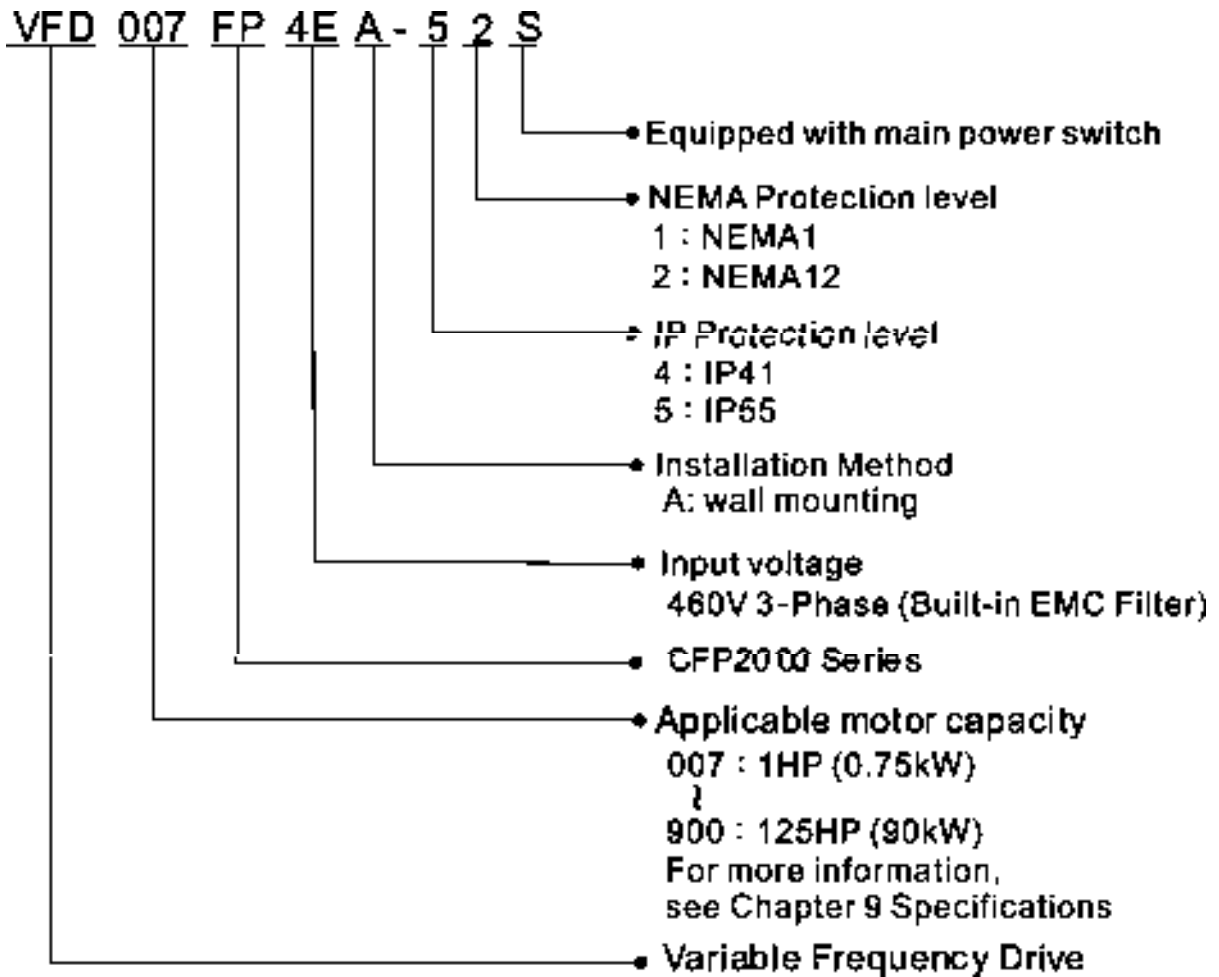 VFD 007 FP 4E A - 5 2 S
Equipped with main power switch
NEMA Protection level
1 : NEMA1
2 : NEMA12
IP Protection level
4 : IP41
5 : IP55
Installation Method
A: wall mounting
Input voltage
460V 3-Phase (Built-in EMC Filter)
CFP2000 Series
Applicable motor capacity
007 : 1HP (0.75kW)
~
900 : 125HP (90kW)
For more information,
see Chapter 9 Specifications
Variable Frequency Drive